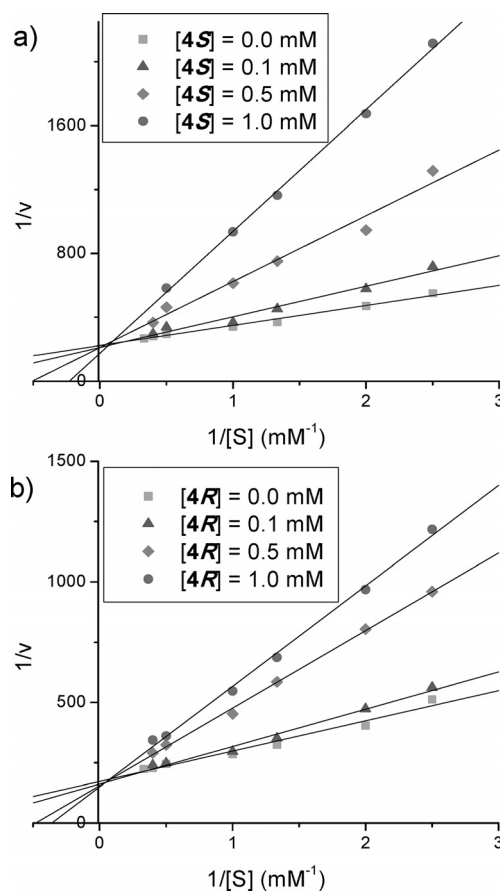 a)
[4S] = 0.0 mM
[4S] = 0.1 mM
[4S] = 0.5 mM
[4S] = 1.0 mM
1600
800
0
1/v
0
1
2
3
1/[S] (mM⁻¹)
b)
1500
[4R] = 0.0 mM
[4R] = 0.1 mM
[4R] = 0.5 mM
[4R] = 1.0 mM
1000
500
0
1/v
0
1
2
3
1/[S] (mM⁻¹)